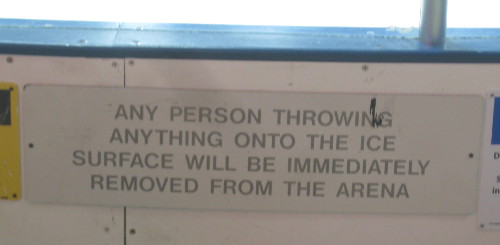 ANY PERSON THROWING
ANYTHING ONTO THE ICE
SURFACE WILL BE IMMEDIATELY
REMOVED FROM THE ARENA